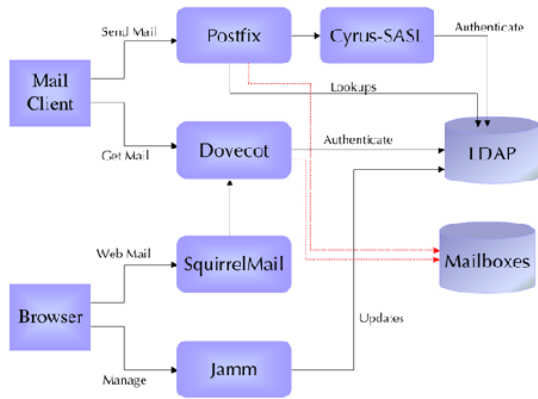 Send Mail
Postfix
Cyrus-SASL
Authenticate
Mail
Client
Lookups
Get Mail
Dovecot
Authenticate
LDAP
Web Mail
SquirrelMail
Mailboxes
Browser
Updates
Manage
Jamm